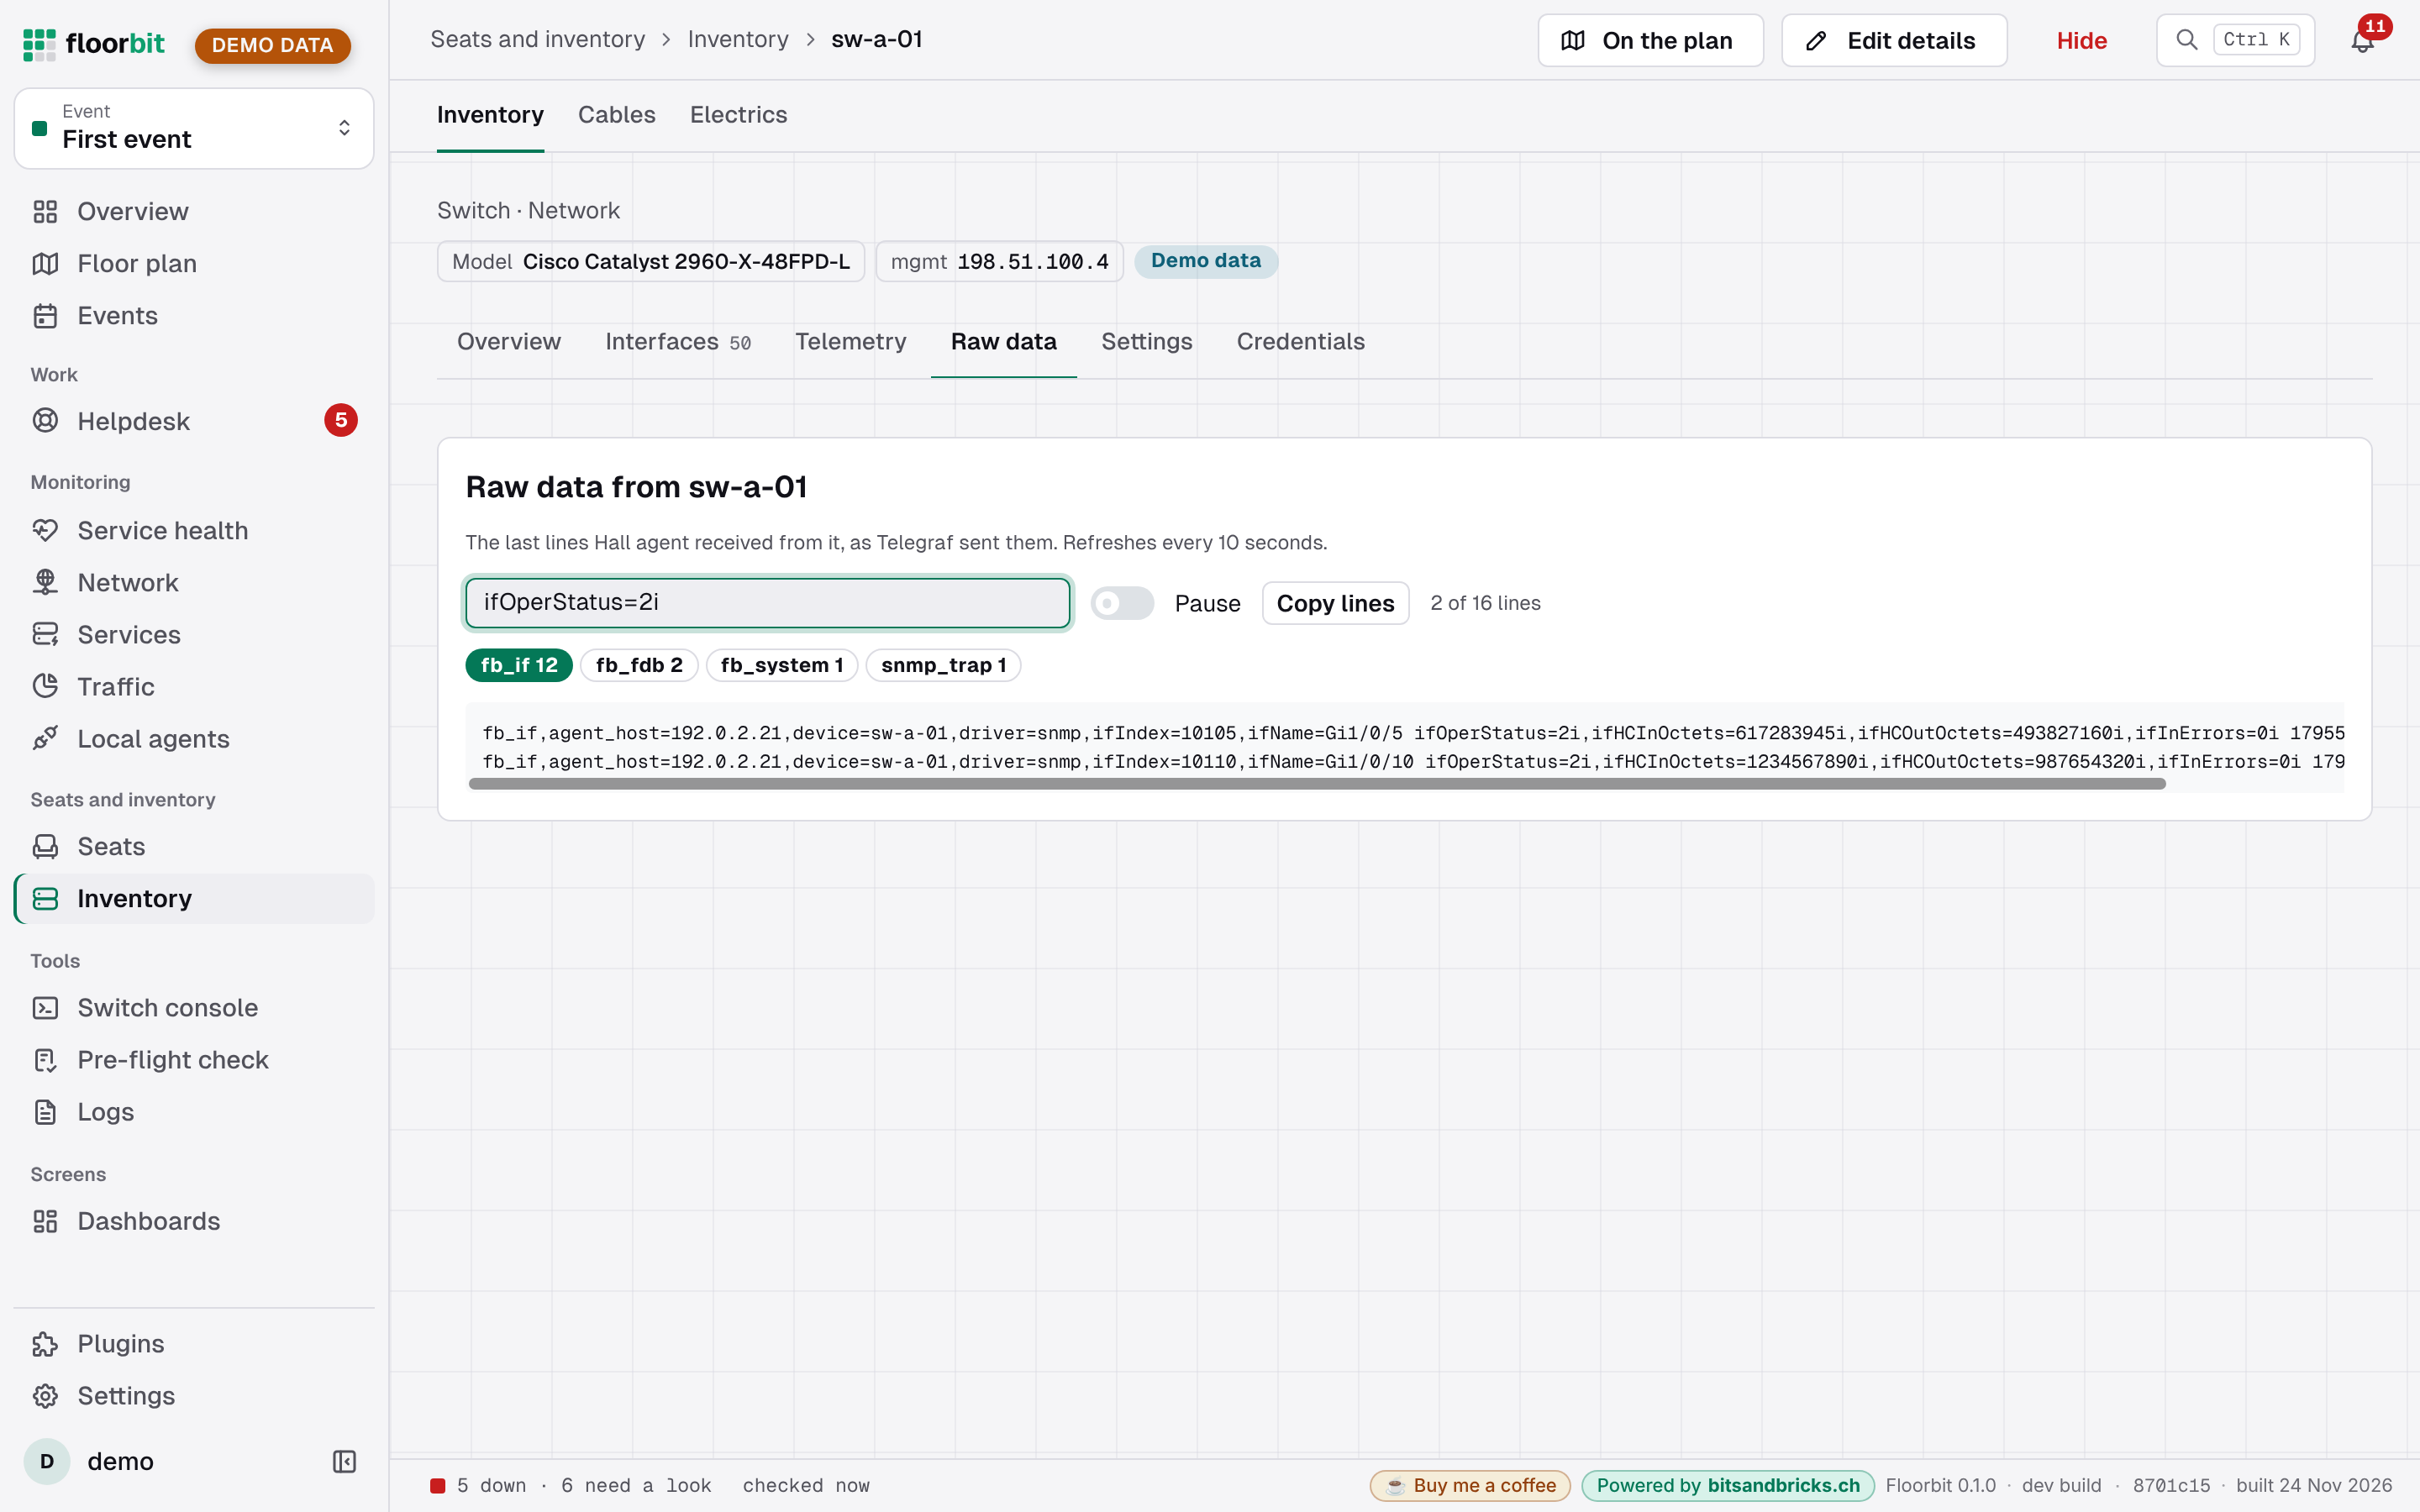 floorbit
DEMO DATA
Event
First event
Overview
Floor plan
Events
Work
Helpdesk
5
Monitoring
Service health
Network
Services
Traffic
Local agents
Seats and inventory
Seats
Inventory
Tools
Switch console
Pre-flight check
Logs
Screens
Dashboards
Plugins
Settings
D demo
Seats and inventory > Inventory > sw-a-01
On the plan
Edit details
Hide
Ctrl K
11
Inventory Cables Electrics
Switch · Network
Model Cisco Catalyst 2960-X-48FPD-L mgmt 198.51.100.4 Demo data
Overview Interfaces 50 Telemetry Raw data Settings Credentials
Raw data from sw-a-01
The last lines Hall agent received from it, as Telegraf sent them. Refreshes every 10 seconds.
ifOperStatus=2i
Pause
Copy lines
2 of 16 lines
fb_if 12 fb_fdb 2 fb_system 1 snmp_trap 1
fb_if,agent_host=192.0.2.21,device=sw-a-01,driver=snmp,ifIndex=10105,ifName=Gi1/0/5 ifOperStatus=2i,ifHCInOctets=617283945i,ifHCOutOctets=493827160i,ifInErrors=0i 17955
fb_if,agent_host=192.0.2.21,device=sw-a-01,driver=snmp,ifIndex=10110,ifName=Gi1/0/10 ifOperStatus=2i,ifHCInOctets=1234567890i,ifHCOutOctets=987654320i,ifInErrors=0i 179
5 down · 6 need a look checked now
Buy me a coffee
Powered by bitsandbricks.ch
Floorbit 0.1.0 · dev build · 8701c15 · built 24 Nov 2026